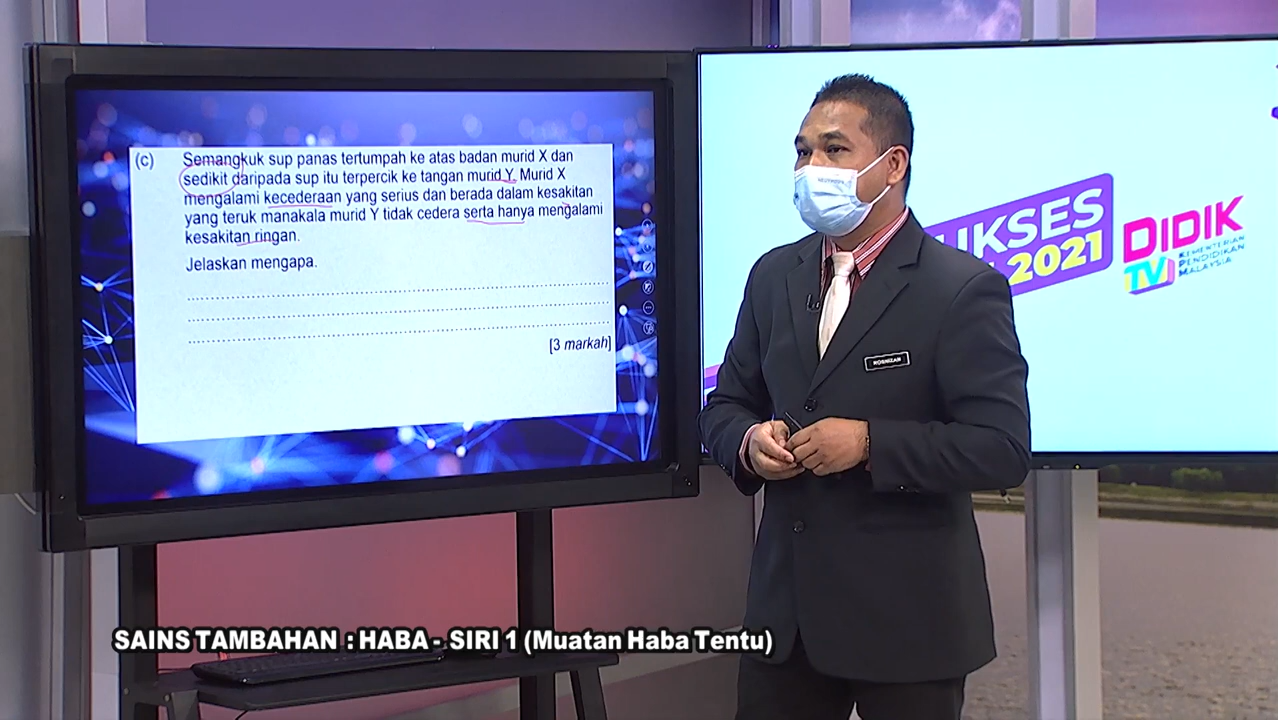 (c) Semangkuk sup panas tertumpah ke atas badan murid X dan
sedikit daripada sup itu terpercik ke tangan murid Y. Murid X
mengalami kecederaan yang serius dan berada dalam kesakitan
yang teruk manakala murid Y tidak cedera serta hanya mengalami
kesakitan ringan.
Jelaskan mengapa.
[3 markah]
UKSES
2021
DIDIK
TV
KEMENTERIAN
PENDIDIKAN
MALAYSIA
ROSNIZAM
SAINS TAMBAHAN : HABA - SIRI 1 (Muatan Haba Tentu)